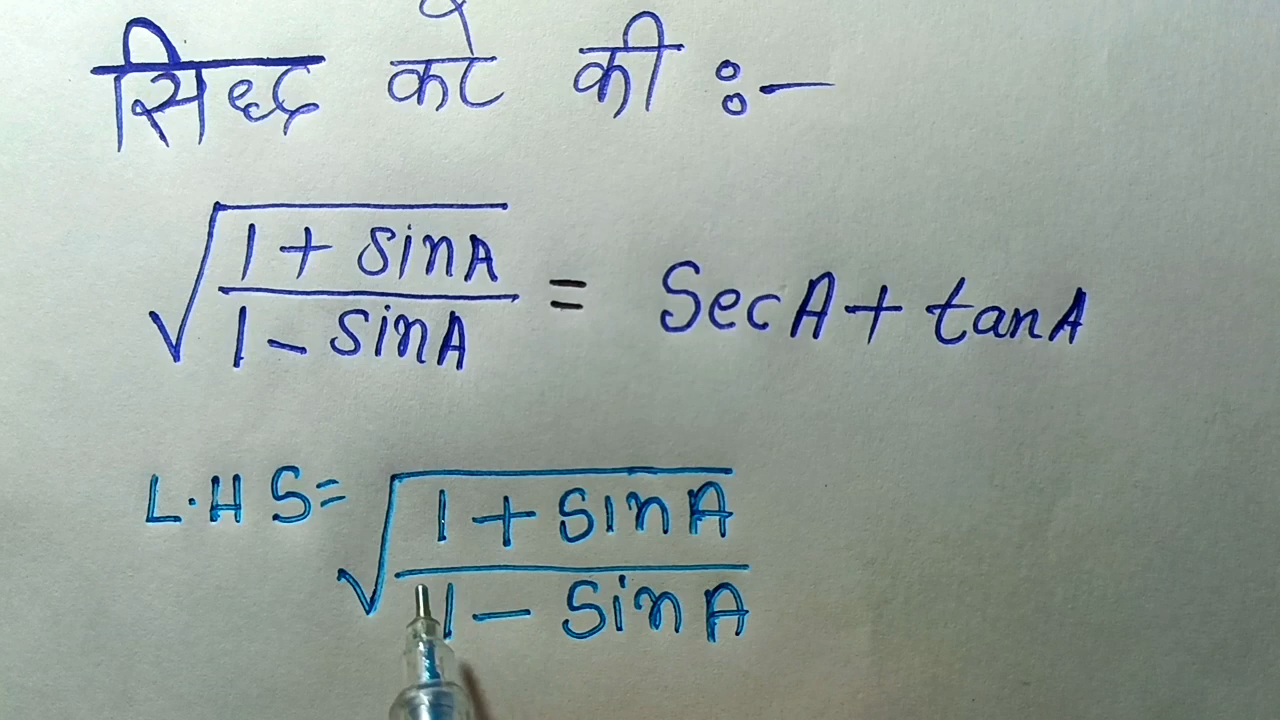 सिध्द करे की :-
√(1 + sinA / 1 - sinA) = SecA + tanA
L.H S = √(1 + SinA / 1 - SinA)